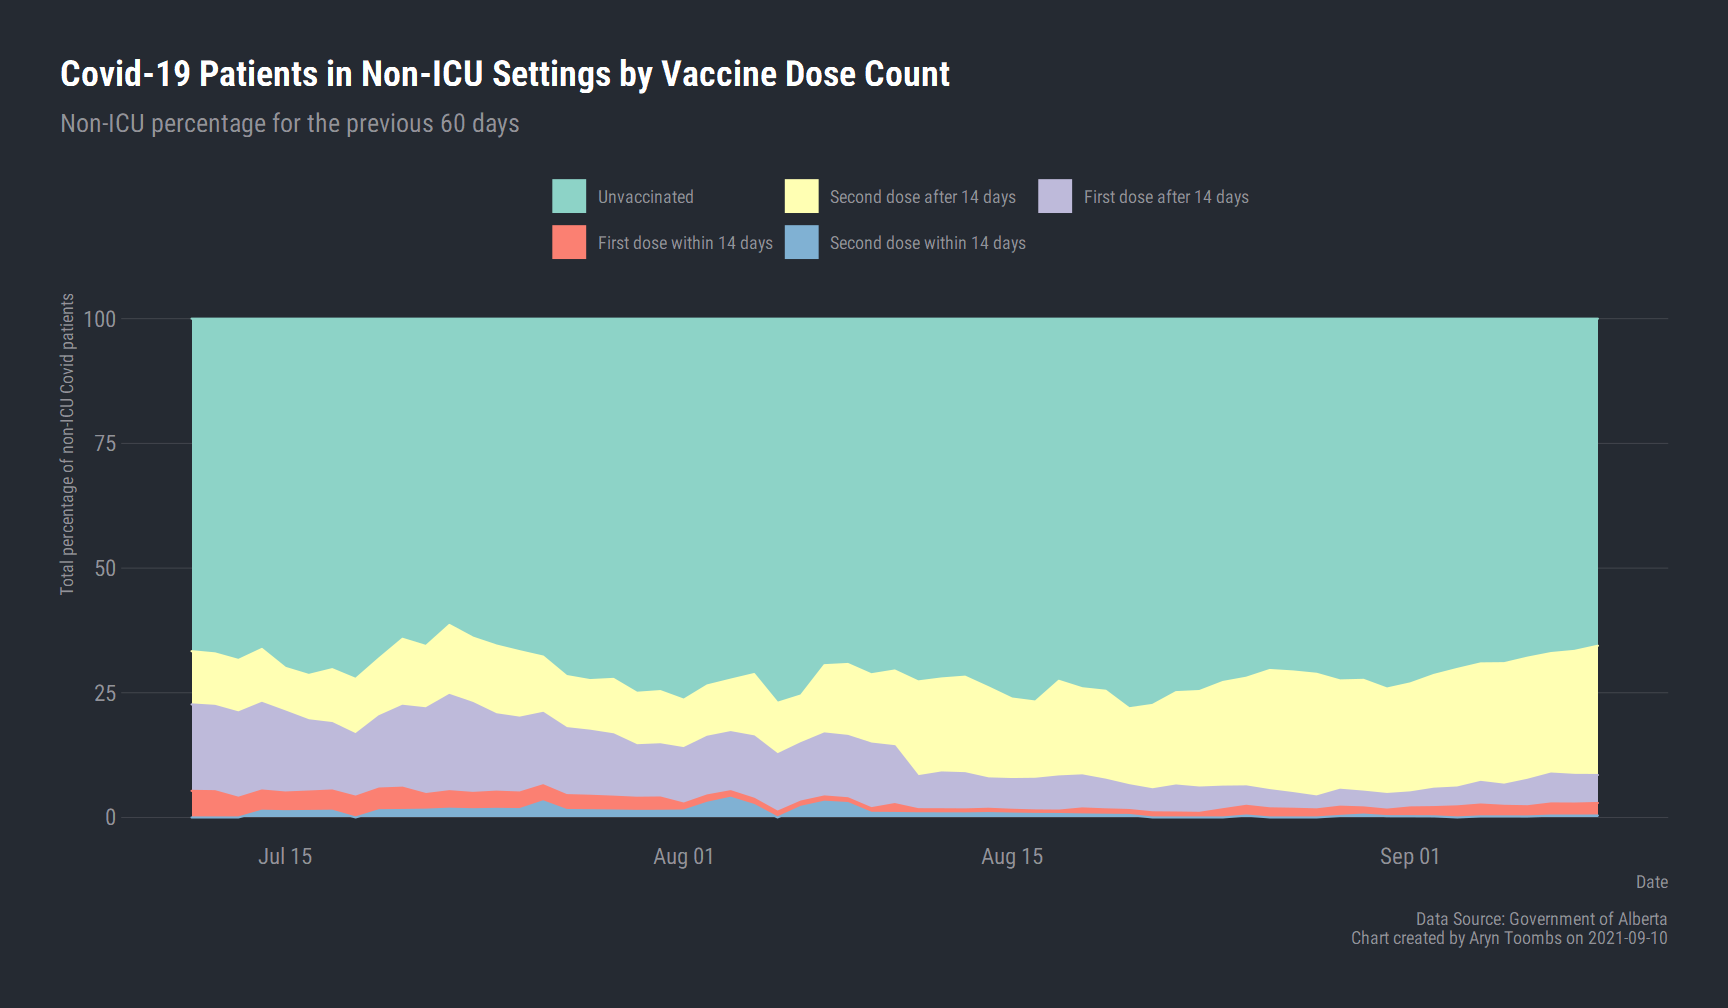 Covid-19 Patients in Non-ICU Settings by Vaccine Dose Count
Non-ICU percentage for the previous 60 days
Unvaccinated
Second dose after 14 days
First dose after 14 days
First dose within 14 days
Second dose within 14 days
Total percentage of non-ICU Covid patients
100
75
50
25
0
Jul 15
Aug 01
Aug 15
Sep 01
Date
Data Source: Government of Alberta
Chart created by Aryn Toombs on 2021-09-10